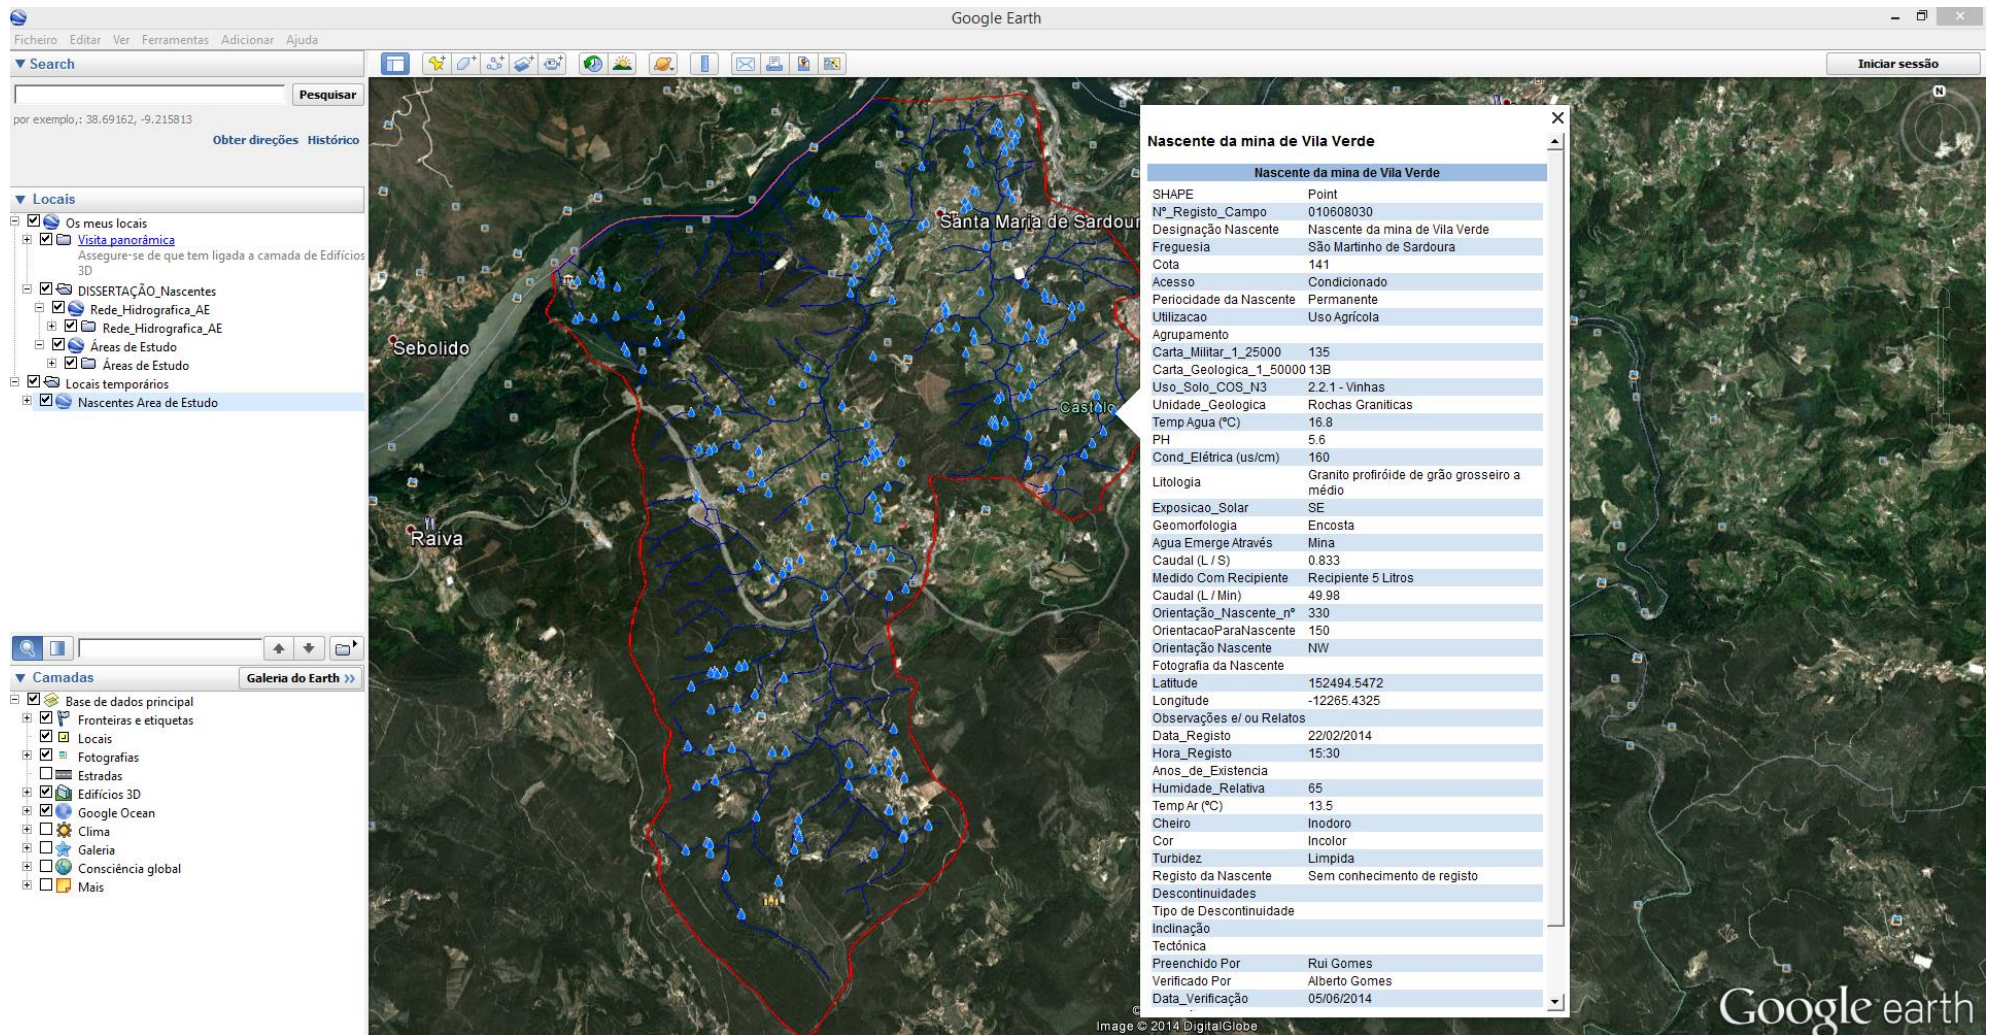 Google Earth
Ficheiro Editar Ver Ferramentas Adicionar Ajuda
Search
Pesquisar
por exemplo,: 38.69162, -9.215813
Obter direções Histórico
Locais
Os meus locais
Visita panorâmica
Assegure-se de que tem ligada a camada de Edifícios
3D
DISSERTAÇÃO_Nascentes
Rede_Hidrografica_AE
Rede_Hidrografica_AE
Áreas de Estudo
Áreas de Estudo
Locais temporários
Nascentes Area de Estudo
Camadas
Galeria do Earth >>
Base de dados principal
Fronteiras e etiquetas
Locais
Fotografias
Estradas
Edifícios 3D
Google Ocean
Clima
Galeria
Consciência global
Mais
Iniciar sessão
N
Santa Maria de Sardour
Sebolido
Castelo
Raiva
Nascente da mina de Vila Verde
Nascente da mina de Vila Verde
SHAPE Point
Nº_Registo_Campo 010608030
Designação Nascente Nascente da mina de Vila Verde
Freguesia São Martinho de Sardoura
Cota 141
Acesso Condicionado
Periocidade da Nascente Permanente
Utilizacao Uso Agrícola
Agrupamento
Carta_Militar_1_25000 135
Carta_Geologica_1_50000 13B
Uso_Solo_COS_N3 2.2.1 - Vinhas
Unidade_Geologica Rochas Graniticas
Temp Agua (ºC) 16.8
PH 5.6
Cond_Elétrica (us/cm) 160
Litologia Granito profiróide de grão grosseiro a
médio
Exposicao_Solar SE
Geomorfologia Encosta
Agua Emerge Através Mina
Caudal (L / S) 0.833
Medido Com Recipiente Recipiente 5 Litros
Caudal (L / Min) 49.98
Orientação_Nascente_nº 330
OrientacaoParaNascente 150
Orientação Nascente NW
Fotografia da Nascente
Latitude 152494.5472
Longitude -12265.4325
Observações e/ ou Relatos
Data_Registo 22/02/2014
Hora_Registo 15:30
Anos_de_Existencia
Humidade_Relativa 65
Temp Ar (ºC) 13.5
Cheiro Inodoro
Cor Incolor
Turbidez Limpida
Registo da Nascente Sem conhecimento de registo
Descontinuidades
Tipo de Descontinuidade
Inclinação
Tectónica
Preenchido Por Rui Gomes
Verificado Por Alberto Gomes
Data_Verificação 05/06/2014
Image © 2014 DigitalGlobe
Google earth